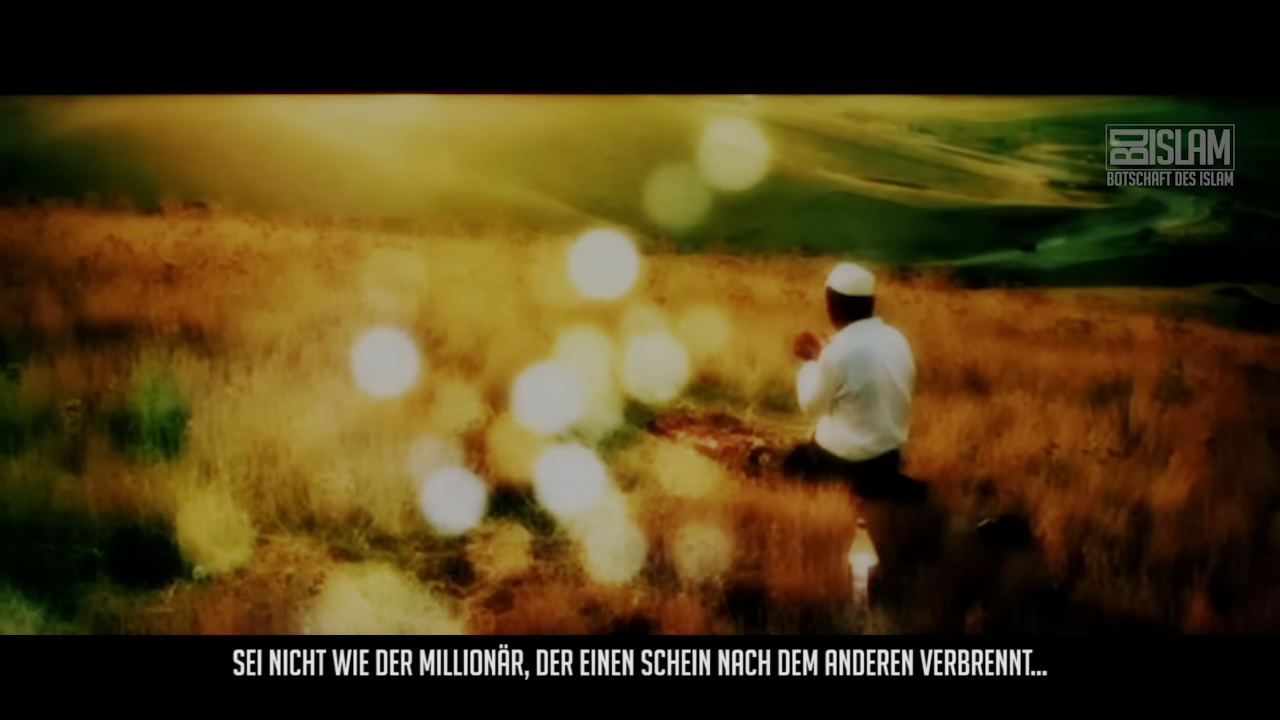 BDISLAM
BOTSCHAFT DES ISLAM
SEI NICHT WIE DER MILLIONÄR, DER EINEN SCHEIN NACH DEM ANDEREN VERBRENNT...